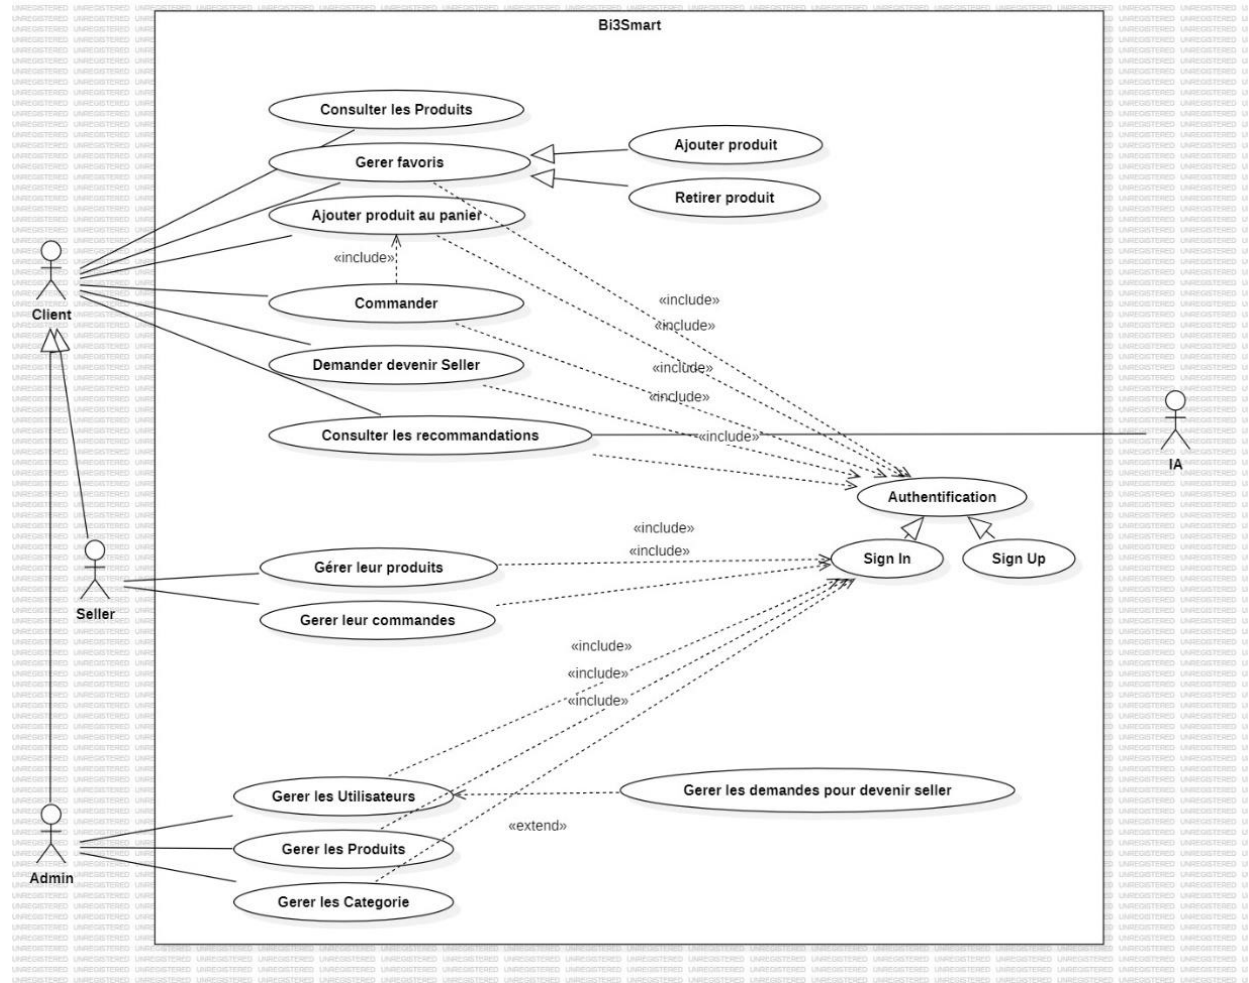 Bi3Smart
Consulter les Produits
Gerer favoris
Ajouter produit
Retirer produit
Ajouter produit au panier
«include»
Commander
«include»
«include»
«include»
«include»
«include»
Client
Demander devenir Seller
Consulter les recommandations
IA
Authentification
Sign In
Sign Up
«include»
«include»
Seller
Gérer leur produits
Gerer leur commandes
«include»
«include»
«include»
Gerer les Utilisateurs
Gerer les demandes pour devenir seller
«extend»
Gerer les Produits
Admin
Gerer les Categorie
UNREGISTERED